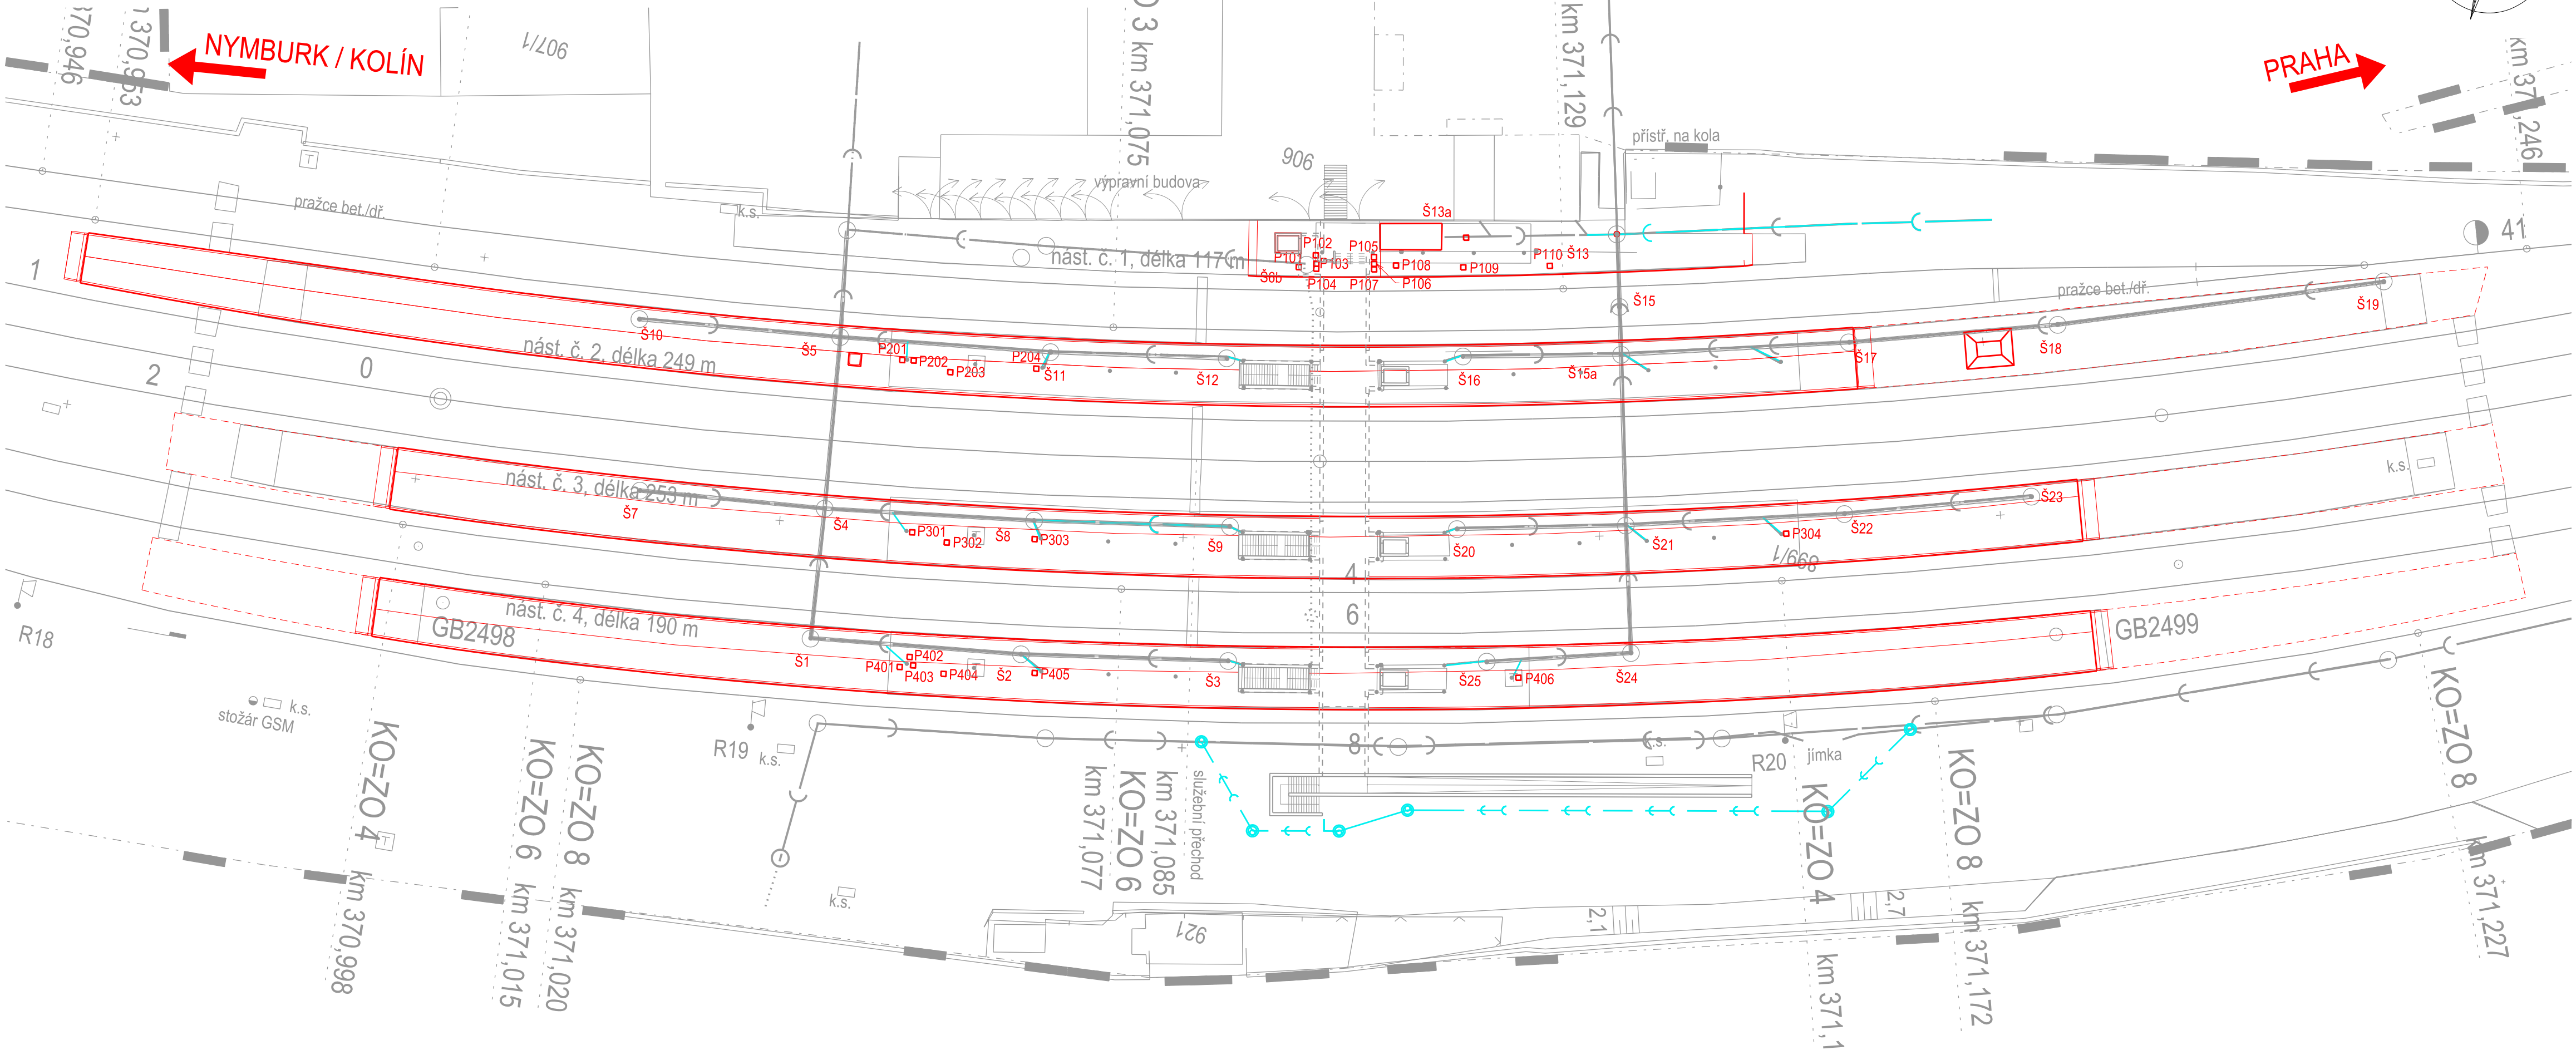 370,946
370,953
NYMBURK / KOLÍN
907/1
km 371,075
km 371,129
PRAHA
371,246
přístř. na kola
906
výpravní budova
k.s.
pražce bet./dř.
Š13a
P102
P105
P101
P103
P108
P109
P110
Š13
Š6b
P104
P107
P106
nást. č. 1, délka 117 m
41
1
Š15
pražce bet./dř.
Š19
Š10
Š5
P201
P202
P203
P204
Š11
Š12
Š16
Š15a
Š17
Š18
nást. č. 2, délka 249 m
2
0
k.s.
nást. č. 3, délka 253 m
Š7
Š4
P301
P302
Š8
P303
Š9
Š20
Š21
P304
Š22
Š23
899/1
4
6
nást. č. 4, délka 190 m
GB2498
GB2499
R18
Š1
P402
P401
P403
P404
Š2
P405
Š3
Š25
P406
Š24
k.s.
stožár GSM
R19
k.s.
8
k.s.
R20
jímka
KO=ZO 4
km 370,998
KO=ZO 6
km 371,015
KO=ZO 8
km 371,020
km 371,077
KO=ZO 6
km 371,085
služební přechod
KO=ZO 4
km 371,1
KO=ZO 8
km 371,172
KO=ZO 8
km 371,227
k.s.
921
2,1
2,7